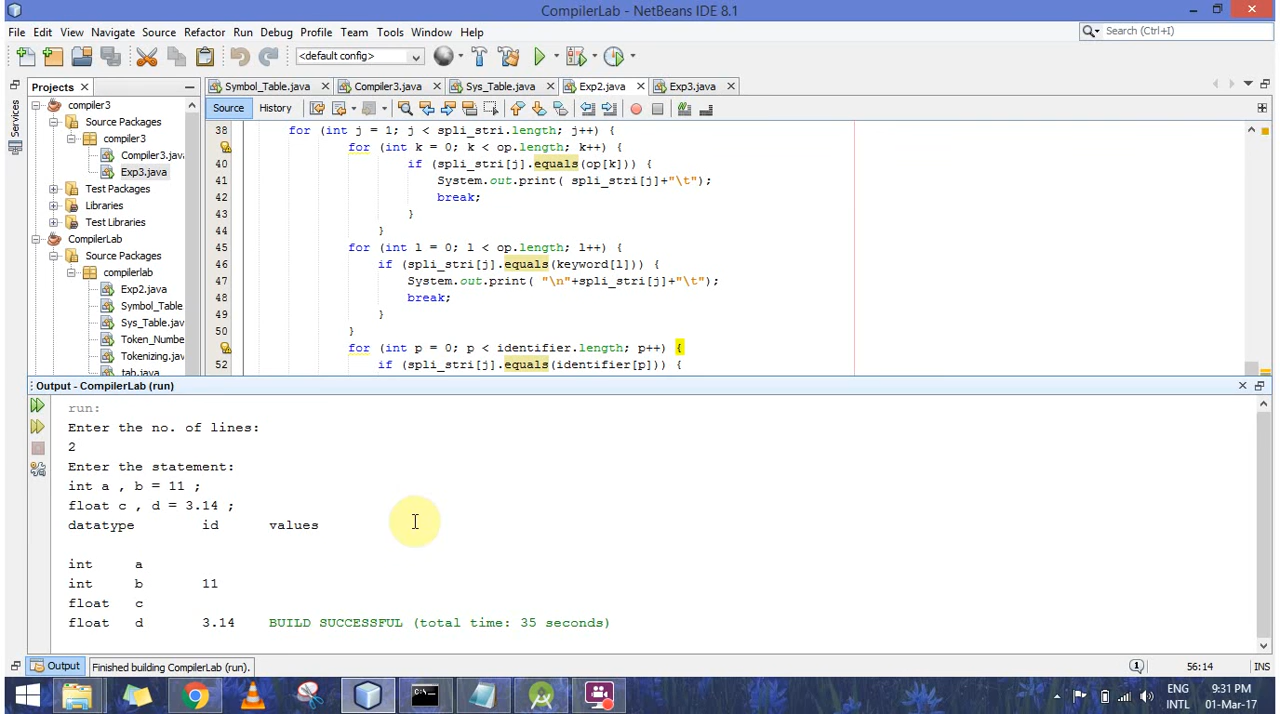 CompilerLab - NetBeans IDE 8.1
File Edit View Navigate Source Refactor Run Debug Profile Team Tools Window Help
Search (Ctrl+I)
<default config>
Projects
Symbol_Table.java Compiler3.java Sys_Table.java Exp2.java Exp3.java
Services
Source History
compiler3
Source Packages
compiler3
Compiler3.java
Exp3.java
Test Packages
Libraries
Test Libraries
CompilerLab
Source Packages
compilerlab
Exp2.java
Symbol_Table
Sys_Table.jav
Token_Numbe
Tokenizing.jav
tab.java
38 for (int j = 1; j < spli_stri.length; j++) {
for (int k = 0; k < op.length; k++) {
40 if (spli_stri[j].equals(op[k])) {
41 System.out.print( spli_stri[j]+"\t");
42 break;
43 }
44 }
45 for (int l = 0; l < op.length; l++) {
46 if (spli_stri[j].equals(keyword[l])) {
47 System.out.print( "\n"+spli_stri[j]+"\t");
48 break;
49 }
50 }
for (int p = 0; p < identifier.length; p++) {
52 if (spli_stri[j].equals(identifier[p])) {
Output - CompilerLab (run)
run:
Enter the no. of lines:
2
Enter the statement:
int a , b = 11 ;
float c , d = 3.14 ;
datatype id values
int a
int b 11
float c
float d 3.14 BUILD SUCCESSFUL (total time: 35 seconds)
Output
Finished building CompilerLab (run).
1
56:14
INS
ENG
INTL
9:31 PM
01-Mar-17